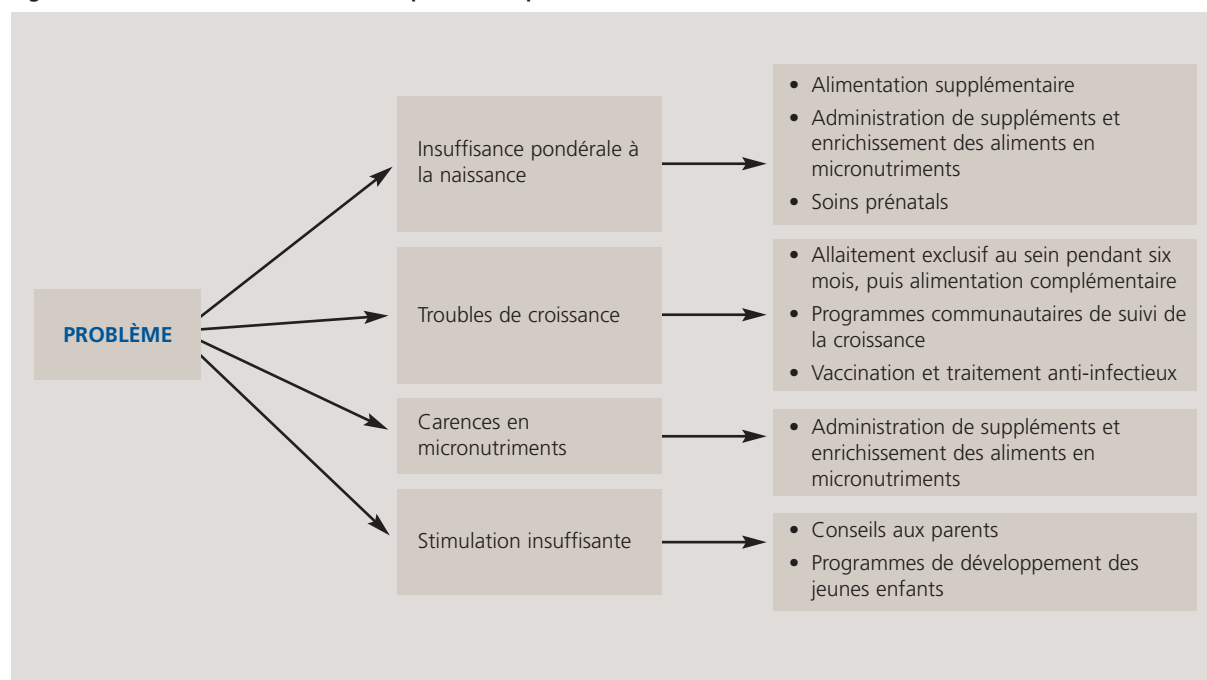 PROBLÈME
Insuffisance pondérale à
la naissance
• Alimentation supplémentaire
• Administration de suppléments et
enrichissement des aliments en
micronutriments
• Soins prénatals
Troubles de croissance
• Allaitement exclusif au sein pendant six
mois, puis alimentation complémentaire
• Programmes communautaires de suivi de
la croissance
• Vaccination et traitement anti-infectieux
Carences en
micronutriments
• Administration de suppléments et
enrichissement des aliments en
micronutriments
Stimulation insuffisante
• Conseils aux parents
• Programmes de développement des
jeunes enfants